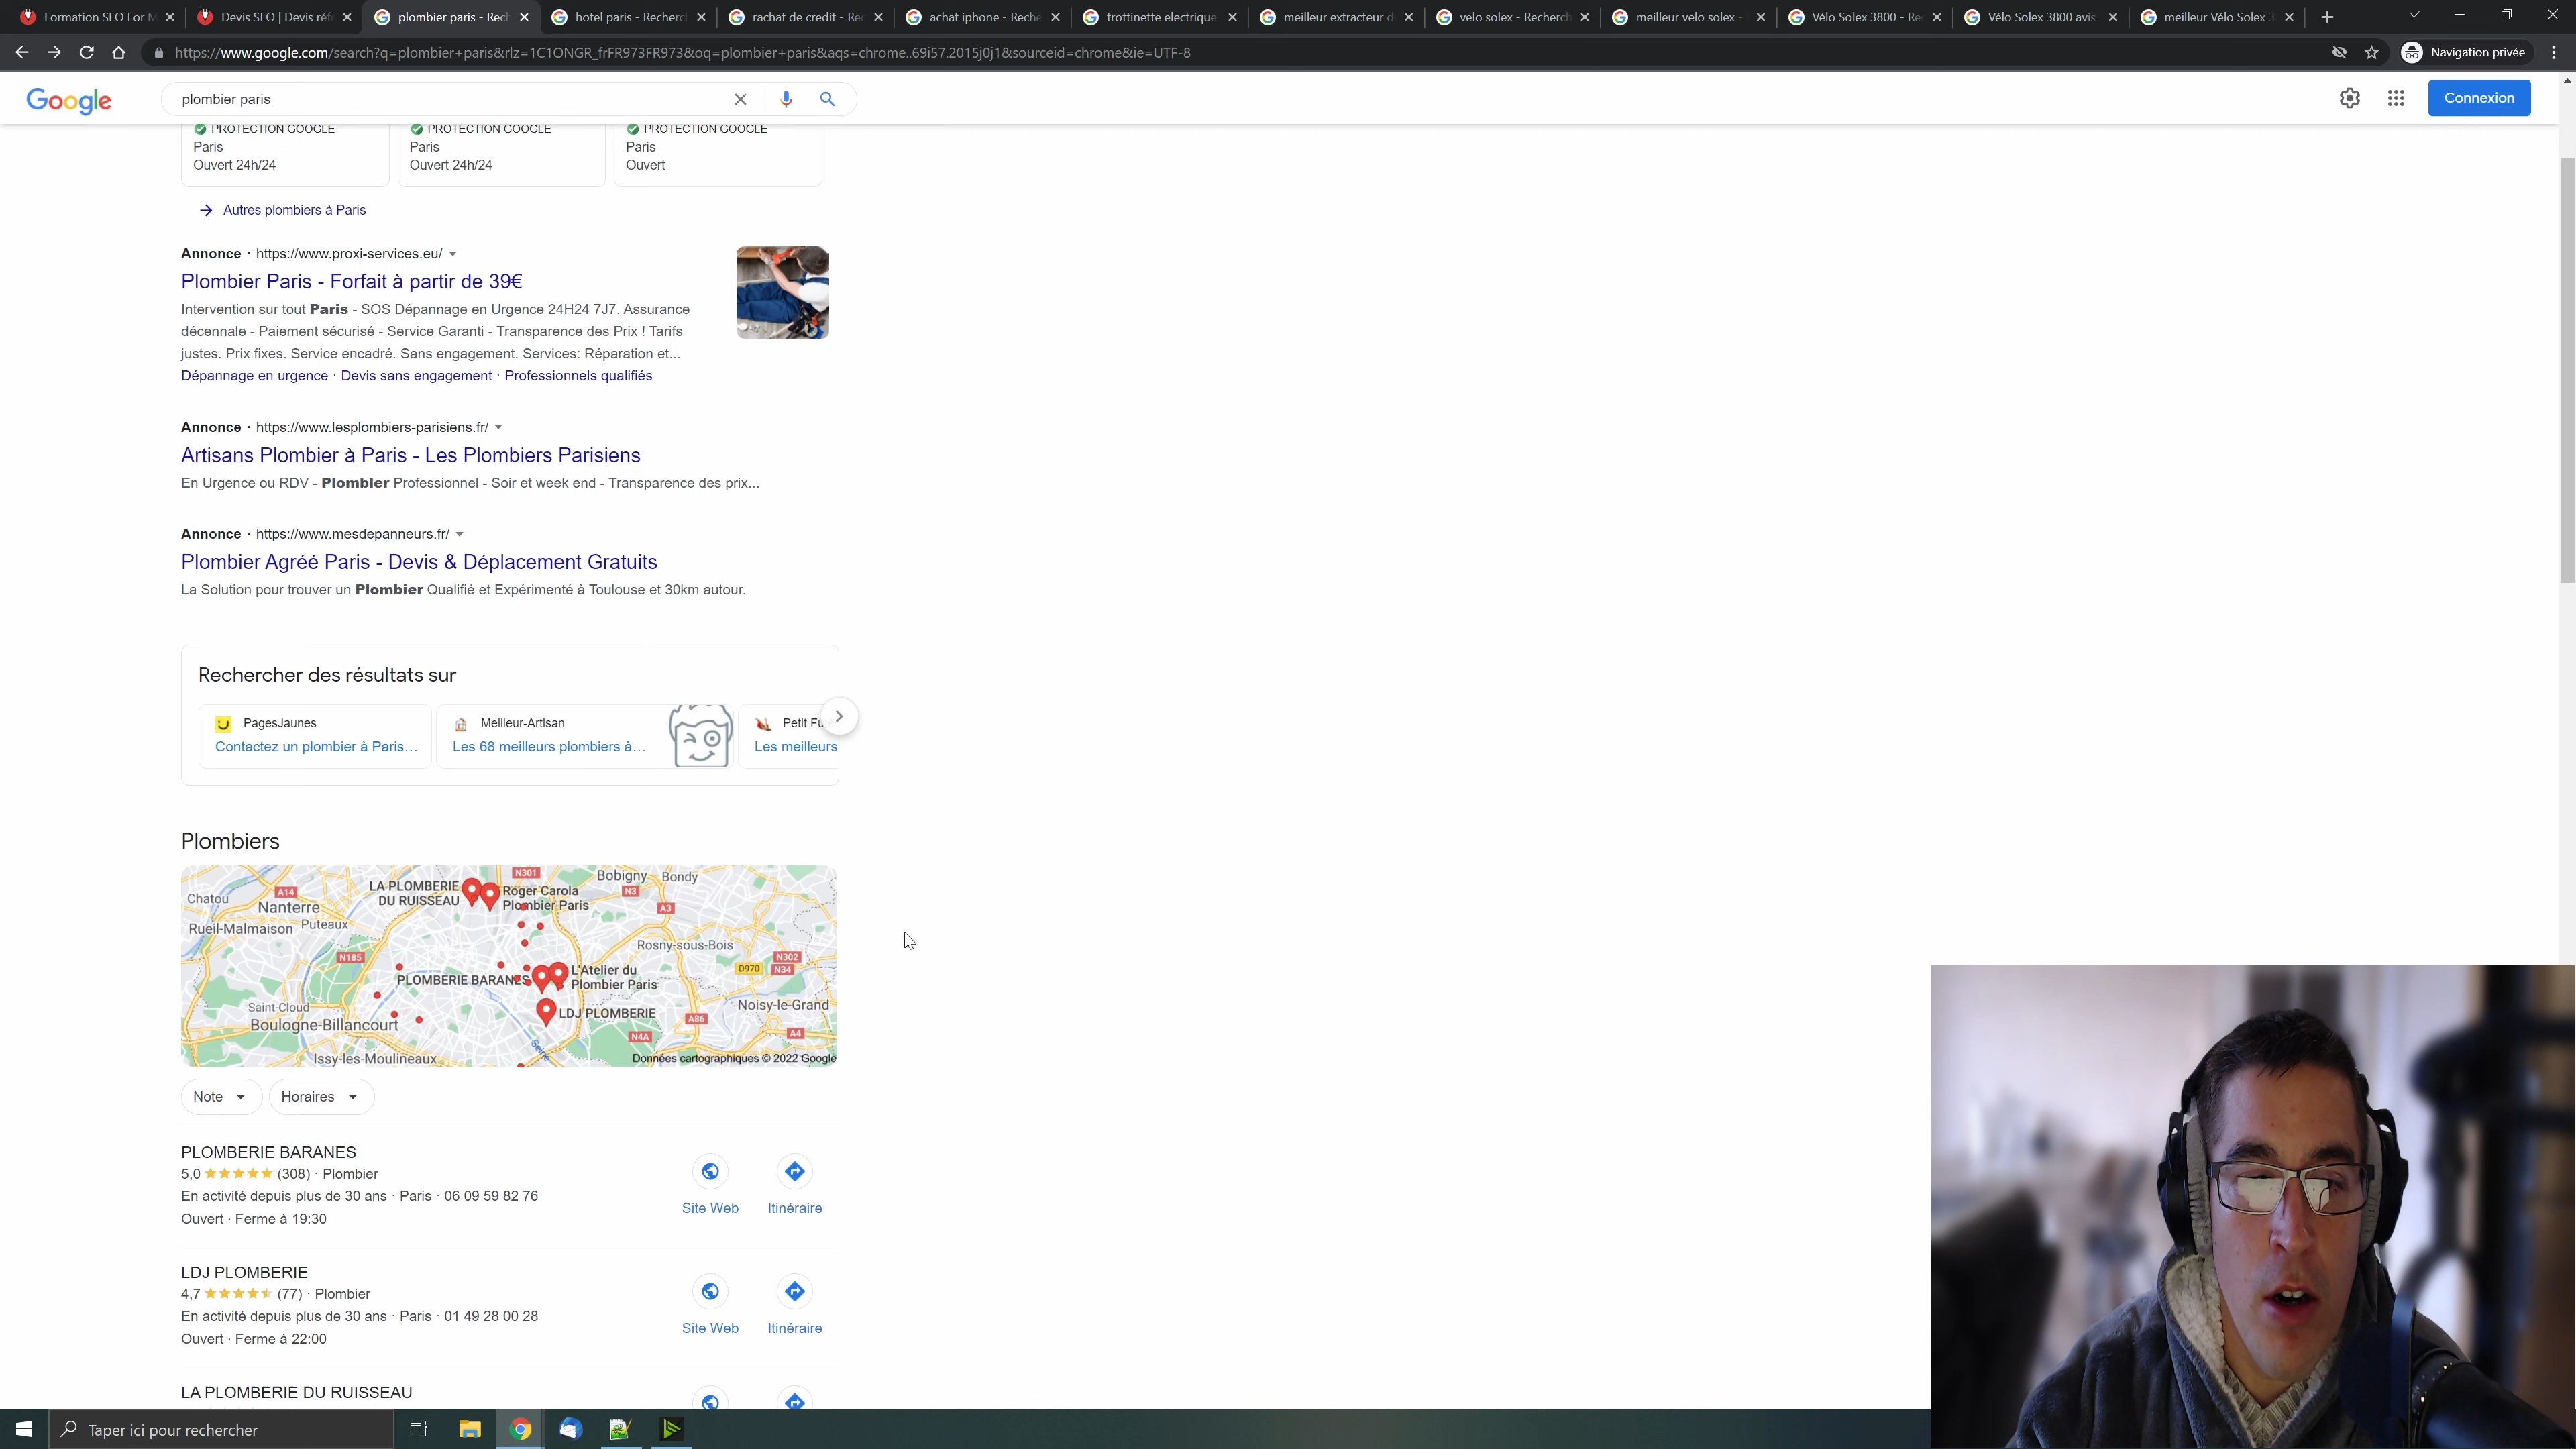 Formation SEO For M
Devis SEO | Devis réf
plombier paris - Rech
hotel paris - Recherc
rachat de credit - Rec
achat iphone - Reche
trottinette electrique
meilleur extracteur d
velo solex - Recherch
meilleur velo solex -
Vélo Solex 3800 - Re
Vélo Solex 3800 avis
meilleur Vélo Solex 3
https://www.google.com/search?q=plombier+paris&rlz=1C1ONGR_frFR973FR973&oq=plombier+paris&aqs=chrome..69i57.2015j0j1&sourceid=chrome&ie=UTF-8
Navigation privée
Google
plombier paris
Connexion
PROTECTION GOOGLE
Paris
Ouvert 24h/24
PROTECTION GOOGLE
Paris
Ouvert 24h/24
PROTECTION GOOGLE
Paris
Ouvert
Autres plombiers à Paris
Annonce · https://www.proxi-services.eu/
Plombier Paris - Forfait à partir de 39€
Intervention sur tout Paris - SOS Dépannage en Urgence 24H24 7J7. Assurance
décennale - Paiement sécurisé - Service Garanti - Transparence des Prix ! Tarifs
justes. Prix fixes. Service encadré. Sans engagement. Services: Réparation et...
Dépannage en urgence · Devis sans engagement · Professionnels qualifiés
Annonce · https://www.lesplombiers-parisiens.fr/
Artisans Plombier à Paris - Les Plombiers Parisiens
En Urgence ou RDV - Plombier Professionnel - Soir et week end - Transparence des prix...
Annonce · https://www.mesdepanneurs.fr/
Plombier Agréé Paris - Devis & Déplacement Gratuits
La Solution pour trouver un Plombier Qualifié et Expérimenté à Toulouse et 30km autour.
Rechercher des résultats sur
PagesJaunes
Contactez un plombier à Paris...
Meilleur-Artisan
Les 68 meilleurs plombiers à...
Petit Fu
Les meilleurs
Plombiers
N301
Bobigny
Bondy
A14
LA PLOMBERIE
DU RUISSEAU
Roger Carola
Plombier Paris
N3
Chatou
Nanterre
A3
Rueil-Malmaison
Puteaux
Rosny-sous-Bois
N185
N302
N34
D970
PLOMBERIE BARANES
L'Atelier du
Plombier Paris
Saint-Cloud
Noisy-le-Grand
LDJ PLOMBERIE
A86
Boulogne-Billancourt
N4A
A4
Seine
Issy-les-Moulineaux
Données cartographiques © 2022 Google
Note
Horaires
PLOMBERIE BARANES
5,0 (308) · Plombier
En activité depuis plus de 30 ans · Paris · 06 09 59 82 76
Ouvert · Ferme à 19:30
Site Web
Itinéraire
LDJ PLOMBERIE
4,7 (77) · Plombier
En activité depuis plus de 30 ans · Paris · 01 49 28 00 28
Ouvert · Ferme à 22:00
Site Web
Itinéraire
LA PLOMBERIE DU RUISSEAU
Taper ici pour rechercher